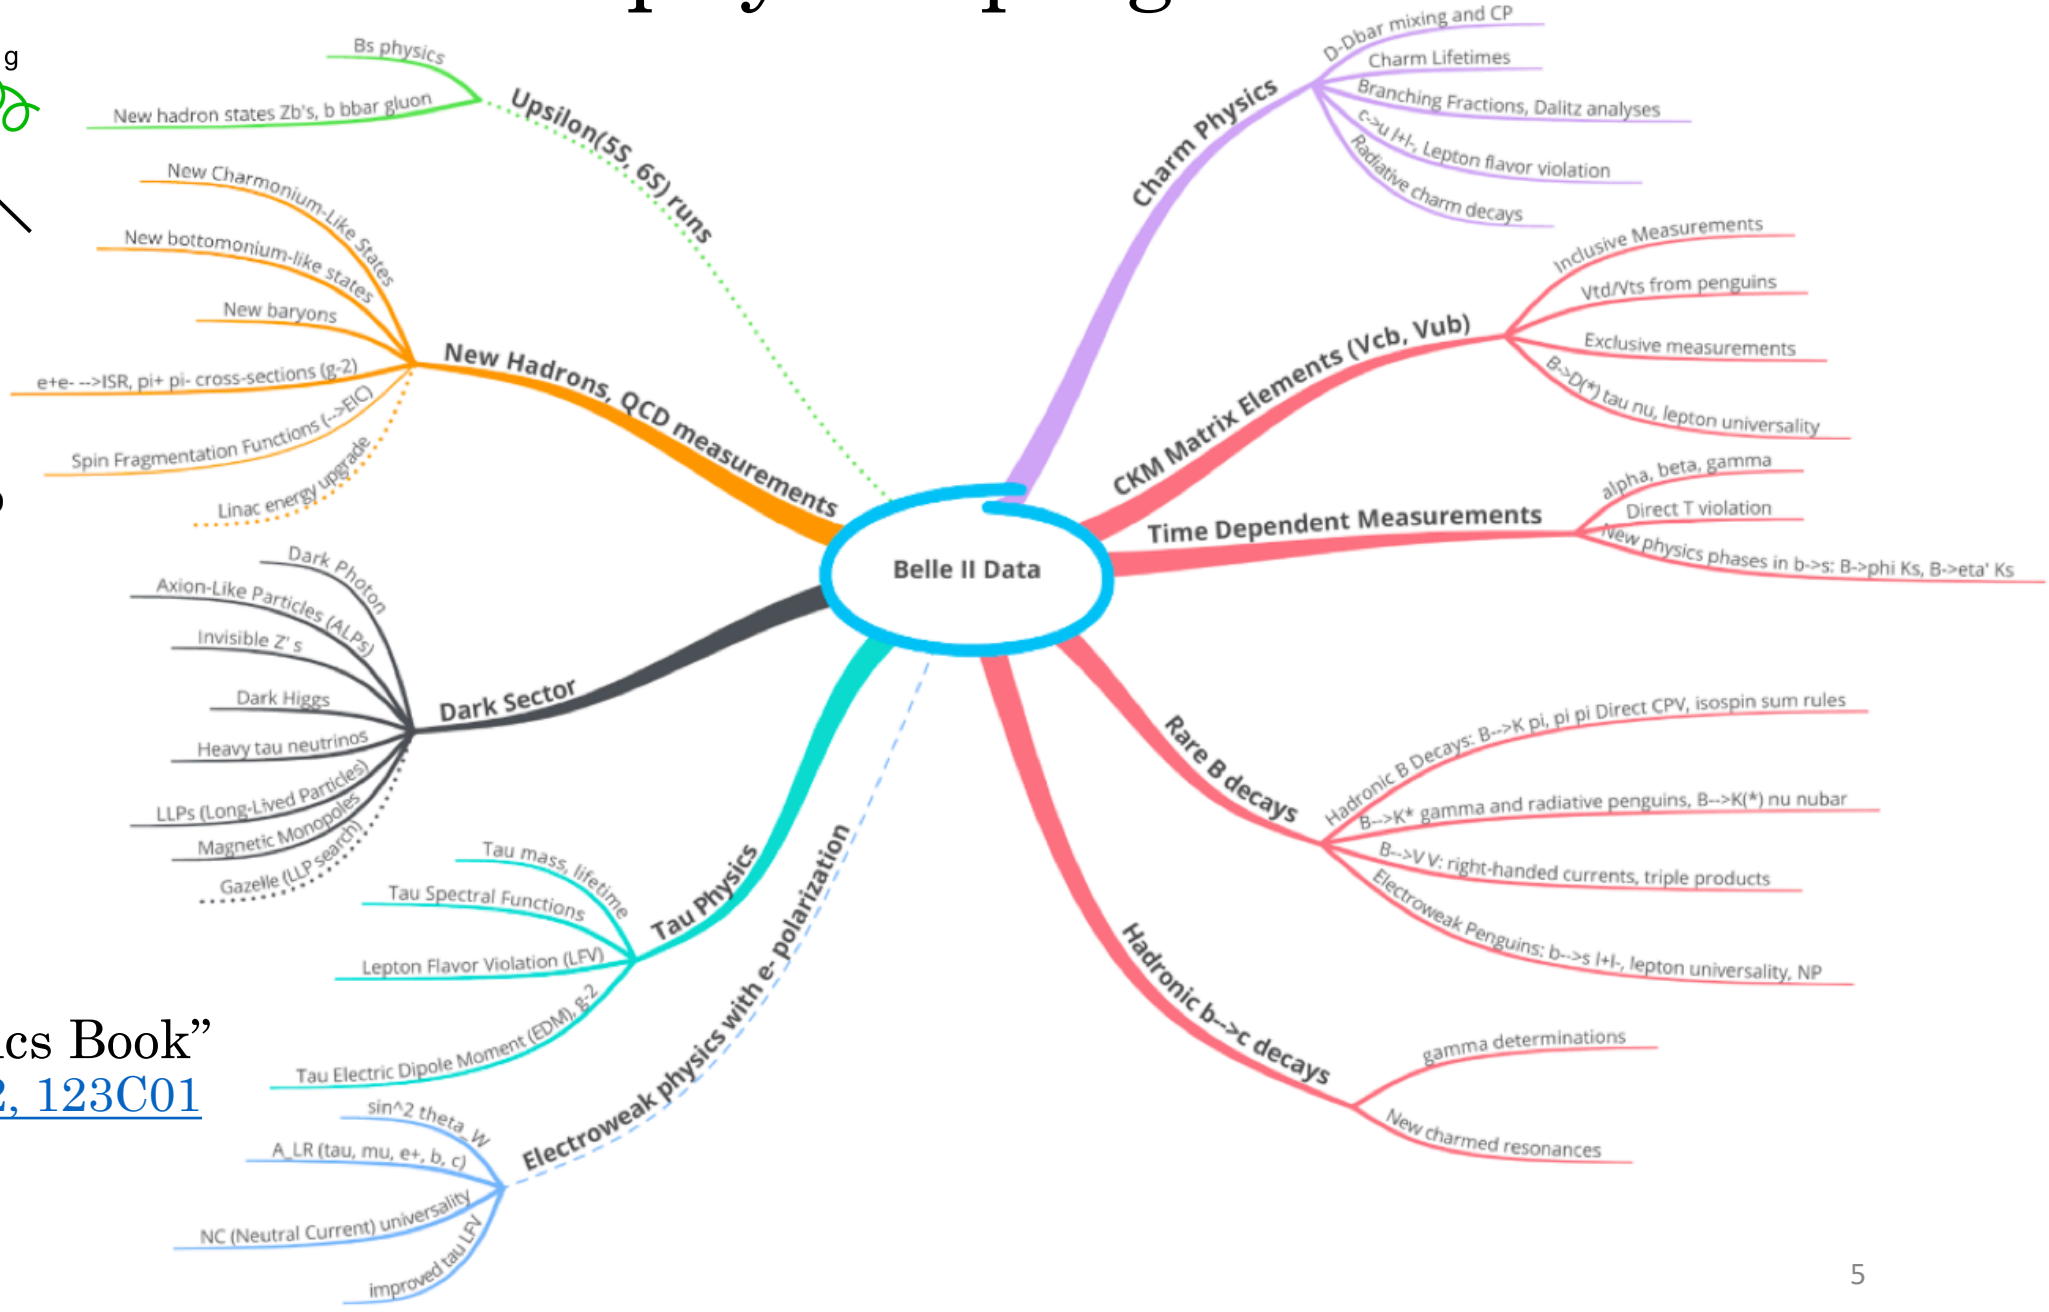 g
Bs physics
New hadron states Zb's, b bbar gluon
Upsilon(5S, 6S) runs
New Charmonium-Like States
New bottomonium-like states
New baryons
e+e- -->ISR, pi+ pi- cross-sections (g-2)
Spin Fragmentation Functions (-->EIC)
Linac energy upgrade
New Hadrons, QCD measurements
Dark Photon
Axion-Like Particles (ALPs)
Invisible Z' s
Dark Higgs
Heavy tau neutrinos
LLPs (Long-Lived Particles)
Magnetic Monopoles
Gazelle (LLP search)
Dark Sector
Tau mass, lifetime
Tau Spectral Functions
Lepton Flavor Violation (LFV)
Tau Electric Dipole Moment (EDM), g-2
Tau Physics
ics Book”
2, 123C01
sin^2 theta_W
A_LR (tau, mu, e+, b, c)
NC (Neutral Current) universality
improved tau LFV
Electroweak physics with e- polarization
Belle II Data
Charm Physics
D-Dbar mixing and CP
Charm Lifetimes
Branching Fractions, Dalitz analyses
c->u l+l-, Lepton flavor violation
Radiative charm decays
CKM Matrix Elements (Vcb, Vub)
Inclusive Measurements
Vtd/Vts from penguins
Exclusive measurements
B->D(*) tau nu, lepton universality
Time Dependent Measurements
alpha, beta, gamma
Direct T violation
New physics phases in b->s: B->phi Ks, B->eta' Ks
Rare B decays
Hadronic B Decays: B-->K pi, pi pi Direct CPV, isospin sum rules
B-->K* gamma and radiative penguins, B-->K(*) nu nubar
B-->V V: right-handed currents, triple products
Electroweak Penguins: b-->s l+l-, lepton universality, NP
Hadronic b-->c decays
gamma determinations
New charmed resonances
5